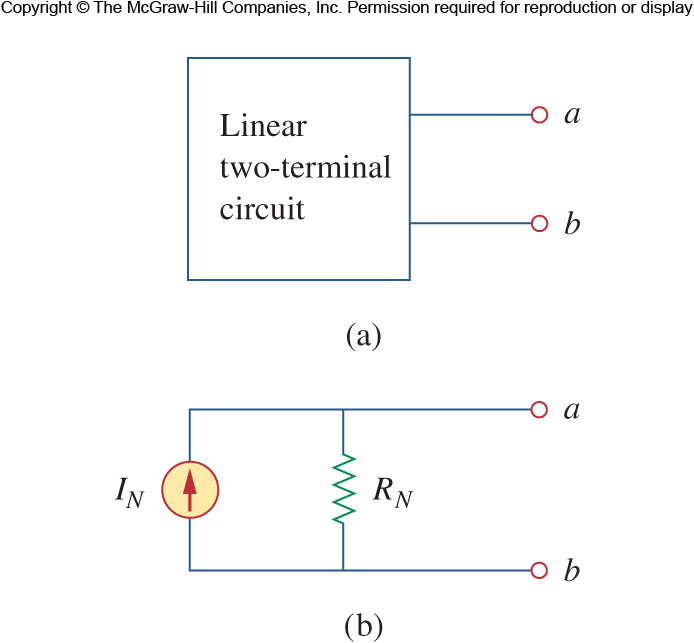 Copyright © The McGraw-Hill Companies, Inc. Permission required for reproduction or display
Linear
two-terminal
circuit
a
b
(a)
a
I_N
R_N
b
(b)